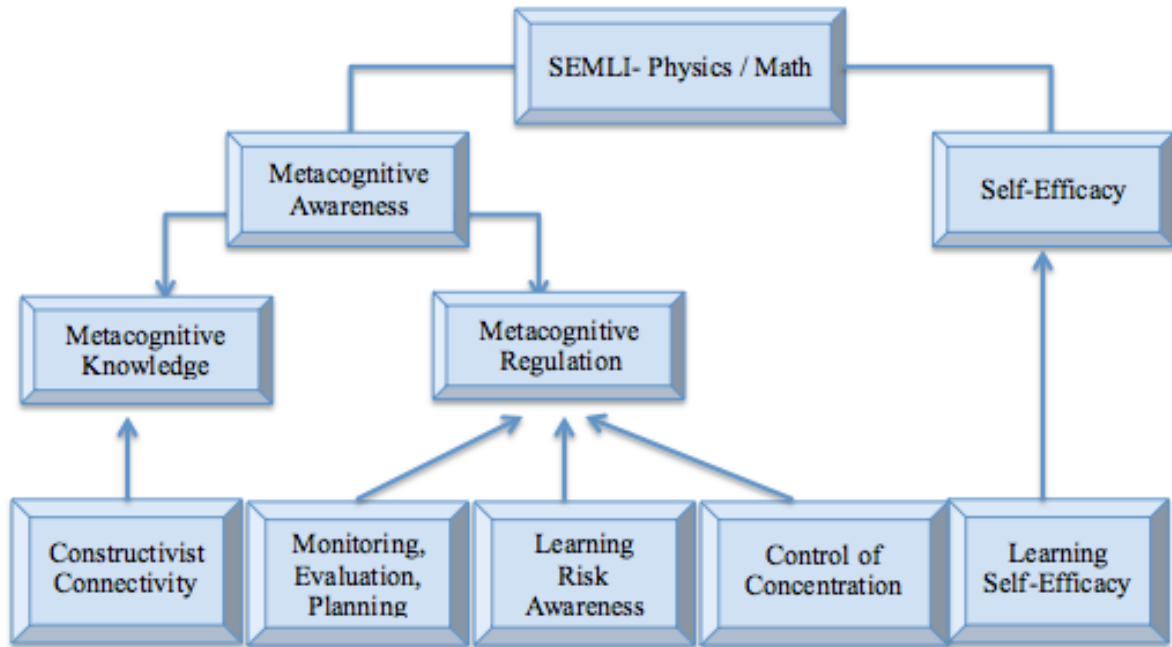 SEMLI- Physics / Math
Metacognitive
Awareness
Self-Efficacy
Metacognitive
Knowledge
Metacognitive
Regulation
Constructivist
Connectivity
Monitoring,
Evaluation,
Planning
Learning
Risk
Awareness
Control of
Concentration
Learning
Self-Efficacy